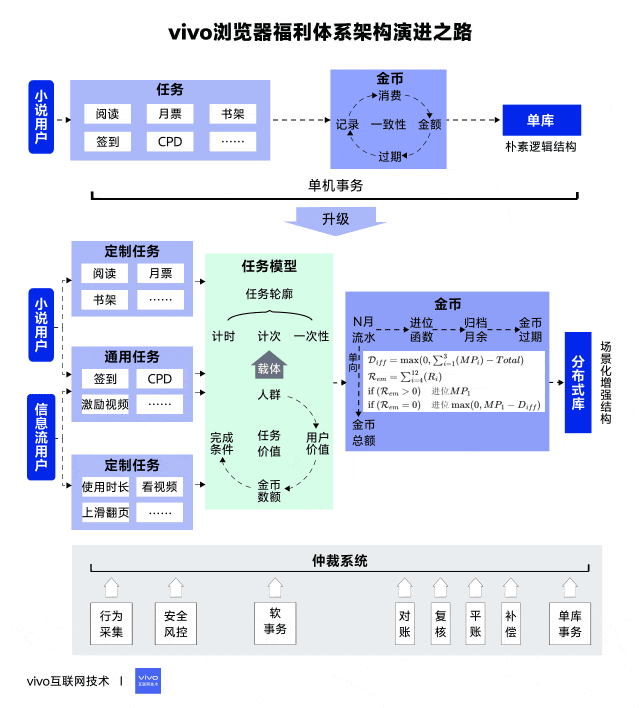 vivo浏览器福利体系架构演进之路
小说用户
任务
阅读
月票
书架
签到
CPD
……
金币
消费
记录
一致性
金额
过期
单库
朴素逻辑结构
单机事务
升级
小说用户
信息流用户
定制任务
阅读
月票
书架
……
通用任务
签到
CPD
激励视频
……
定制任务
使用时长
看视频
上滑翻页
……
任务模型
任务轮廓
计时
计次
一次性
载体
人群
完成
条件
任务
价值
用户
价值
金币
数额
金币
N月
流水
进位
函数
归档
月余
金币
过期
单向
D_{iff} = max(0, ∑_{i=1}^{3}(MP_i) − Total)
R_{em} = ∑_{i=4}^{12}(R_i)
if (R_{em} > 0) 进位 MP_1
if (R_{em} = 0) 进位 max(0, MP_1 − D_{iff})
金币
总额
分布式库
场景化增强结构
仲裁系统
行为
采集
安全
风控
软
事务
对
账
复
核
平
账
补
偿
单库
事务
vivo互联网技术 |
vivo
互联网技术